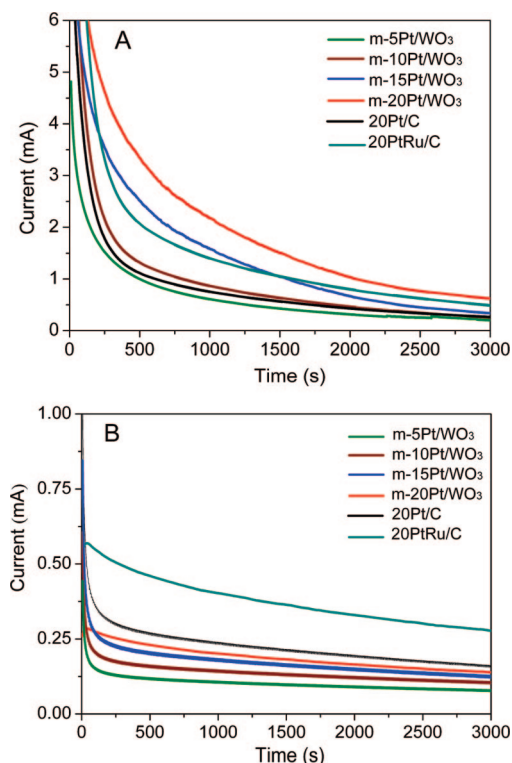 A
m-5Pt/WO₃
m-10Pt/WO₃
m-15Pt/WO₃
m-20Pt/WO₃
20Pt/C
20PtRu/C
6
5
4
3
2
1
0
Current (mA)
0 500 1000 1500 2000 2500 3000
Time (s)
B
m-5Pt/WO₃
m-10Pt/WO₃
m-15Pt/WO₃
m-20Pt/WO₃
20Pt/C
20PtRu/C
1.00
0.75
0.50
0.25
0.00
Current (mA)
0 500 1000 1500 2000 2500 3000
Time (s)